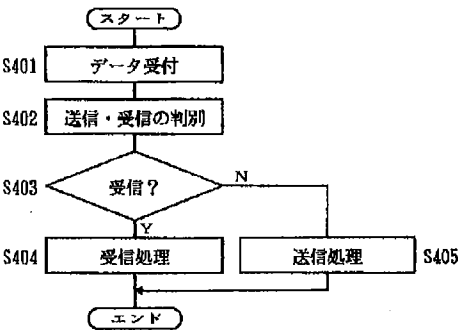 スタート
S401 データ受付
S402 送信・受信の判別
S403 受信？ N
Y
S404 受信処理 送信処理 S405
エンド